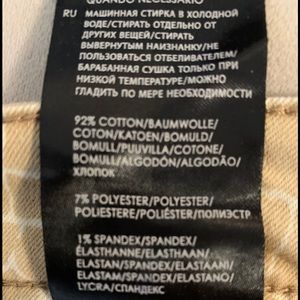 QUANDO NECESSARIO
RU МАШИННАЯ СТИРКА В ХОЛОДНОЙ
ВОДЕ/СТИРАТЬ ОТДЕЛЬНО ОТ
ДРУГИХ ВЕЩЕЙ/СТИРАТЬ
ВЫВЕРНУТЫМ НАИЗНАНКУ/НЕ
ПОЛЬЗОВАТЬСЯ ОТБЕЛИВАТЕЛЕМ/
БАРАБАННАЯ СУШКА ТОЛЬКО ПРИ
НИЗКОЙ ТЕМПЕРАТУРЕ/МОЖНО
ГЛАДИТЬ ПО МЕРЕ НЕОБХОДИМОСТИ
92% COTTON/BAUMWOLLE/
COTON/KATOEN/BOMULD/
BOMULL/PUUVILLA/COTONE/
BOMULL/ALGODÓN/ALGODÃO/
ХЛОПОК
7% POLYESTER/POLYESTER/
POLIESTERE/POLIÉSTER/ПОЛИЭСТР
1% SPANDEX/SPANDEX/
ÉLASTHANNE/ELASTHAAN/
ELASTAN/SPANDEX/ELASTAANI/
ELASTAM/SPANDEX/ELASTANO/
LYCRA/СПАНДЕКС